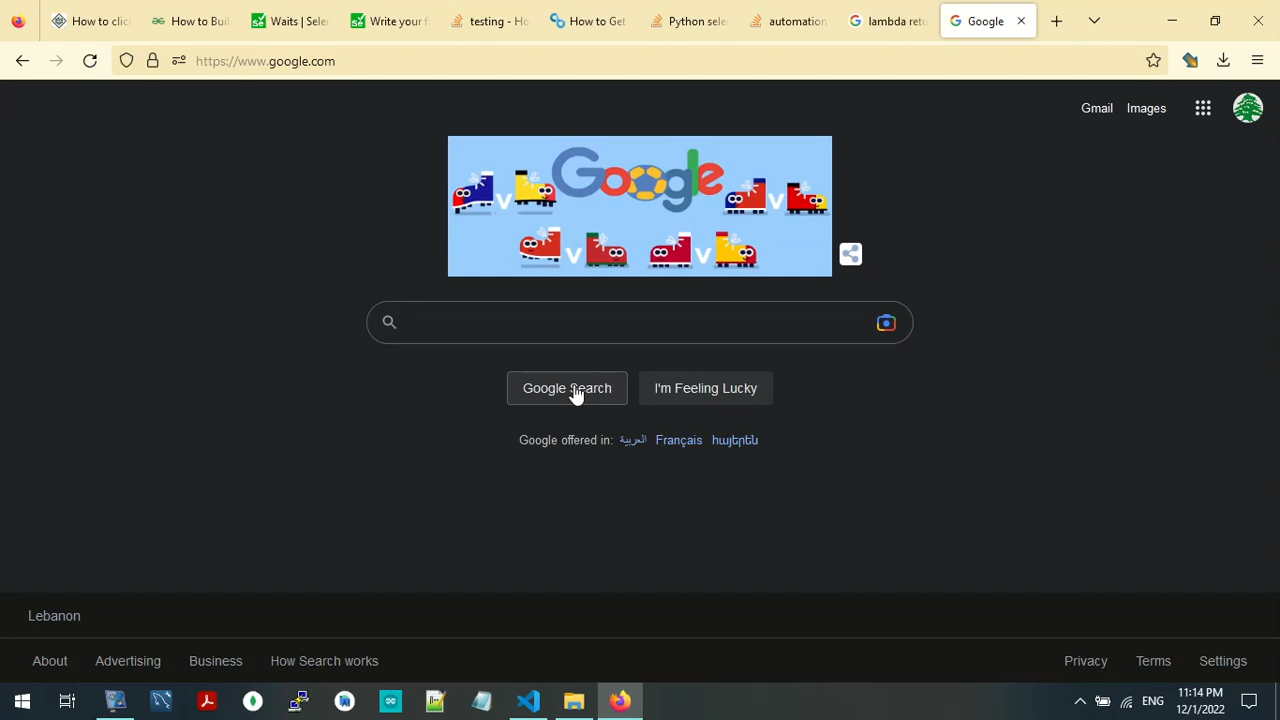 How to clic
How to Buil
Waits | Selen
Write your f
testing - Ho
How to Get
Python sele
automation
lambda retu
Google
https://www.google.com
Gmail
Images
Google
V
V
V
V
Google Search
I'm Feeling Lucky
Google offered in: العربية Français հայերեն
Lebanon
About
Advertising
Business
How Search works
Privacy
Terms
Settings
ENG
11:14 PM
12/1/2022